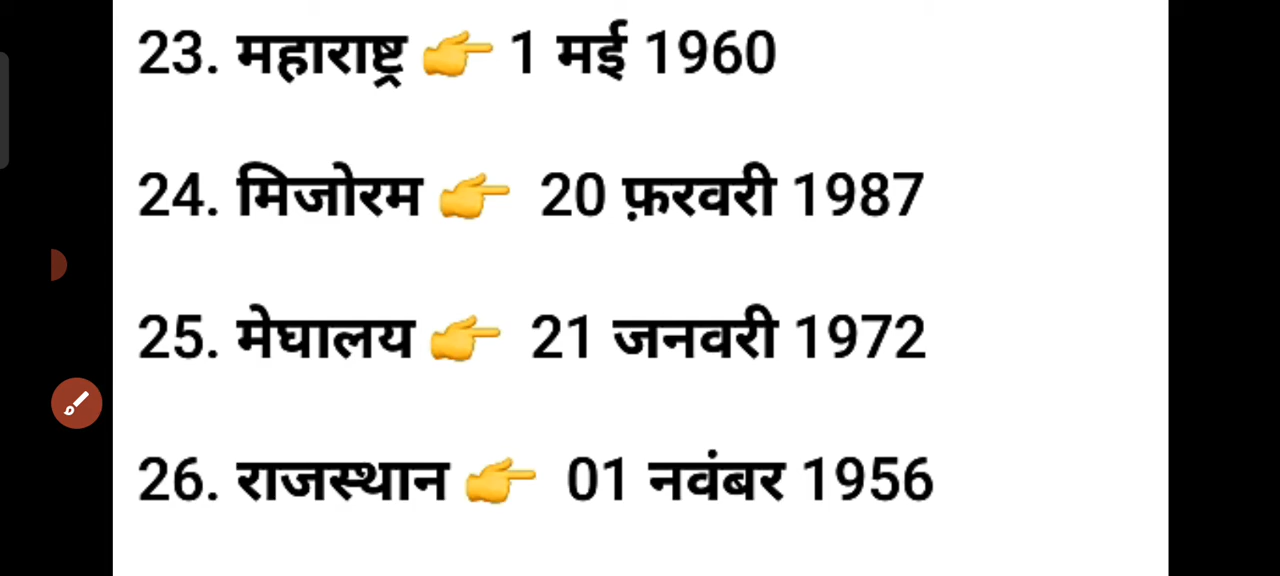 23. महाराष्ट्र 👉 1 मई 1960
24. मिजोरम 👉 20 फ़रवरी 1987
25. मेघालय 👉 21 जनवरी 1972
26. राजस्थान 👉 01 नवंबर 1956